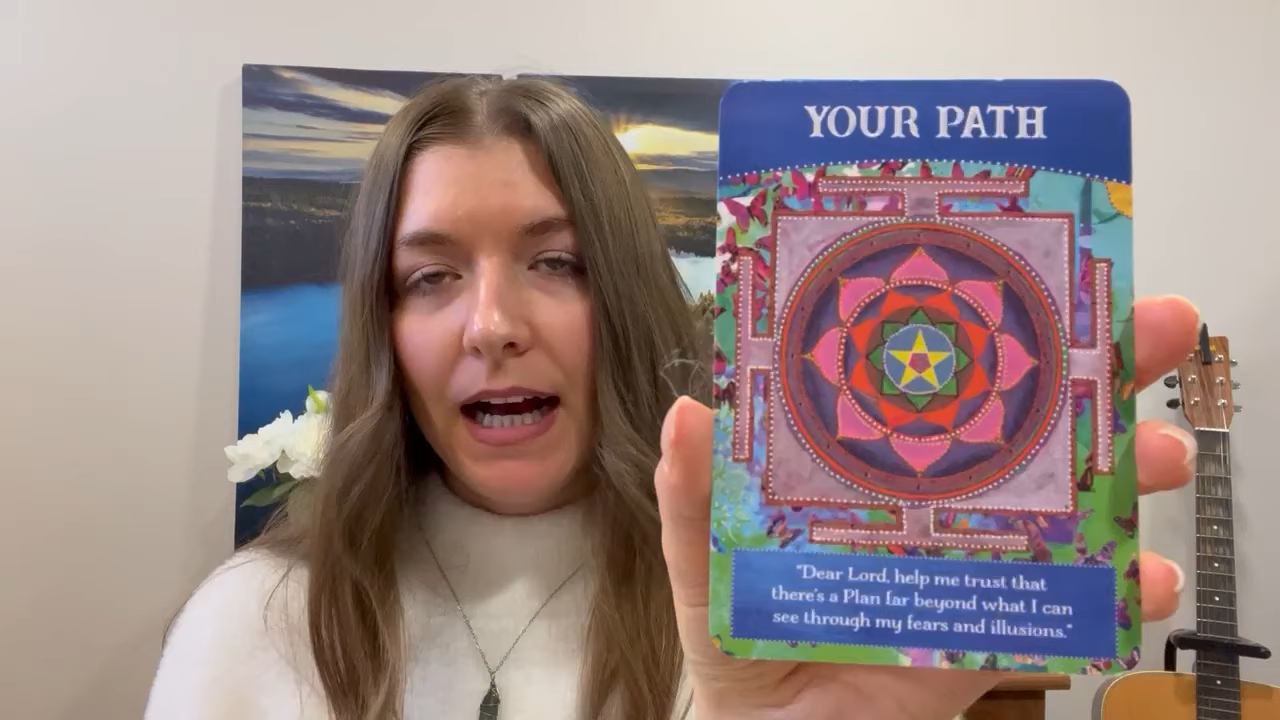 YOUR PATH
"Dear Lord, help me trust that
there's a Plan far beyond what I can
see through my fears and illusions."